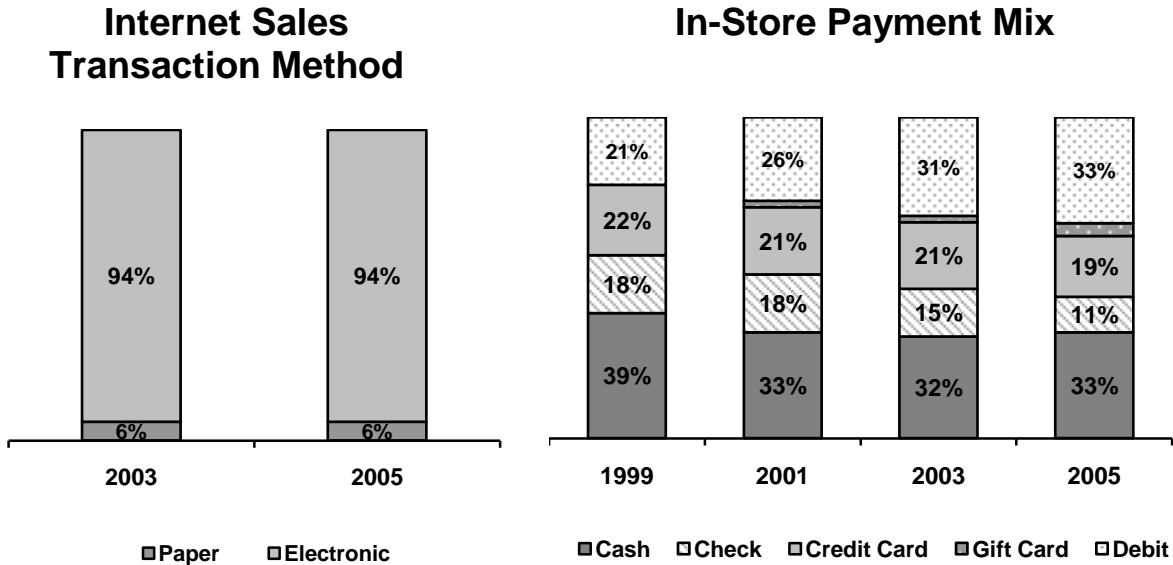 Internet Sales
Transaction Method
94%
94%
6%
6%
2003
2005
Paper
Electronic
In-Store Payment Mix
21%
26%
31%
33%
22%
21%
21%
19%
18%
18%
15%
11%
39%
33%
32%
33%
1999
2001
2003
2005
Cash
Check
Credit Card
Gift Card
Debit